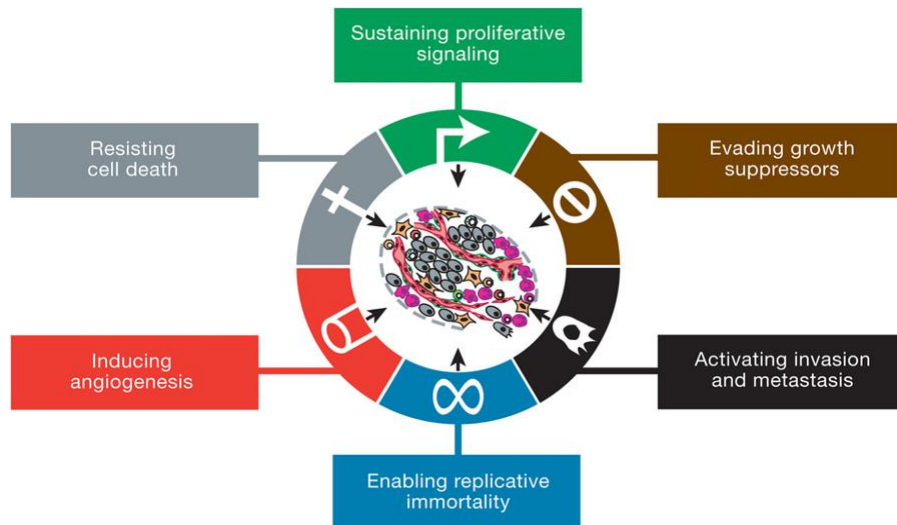 Sustaining proliferative
signaling
Resisting
cell death
Evading growth
suppressors
Inducing
angiogenesis
Activating invasion
and metastasis
Enabling replicative
immortality